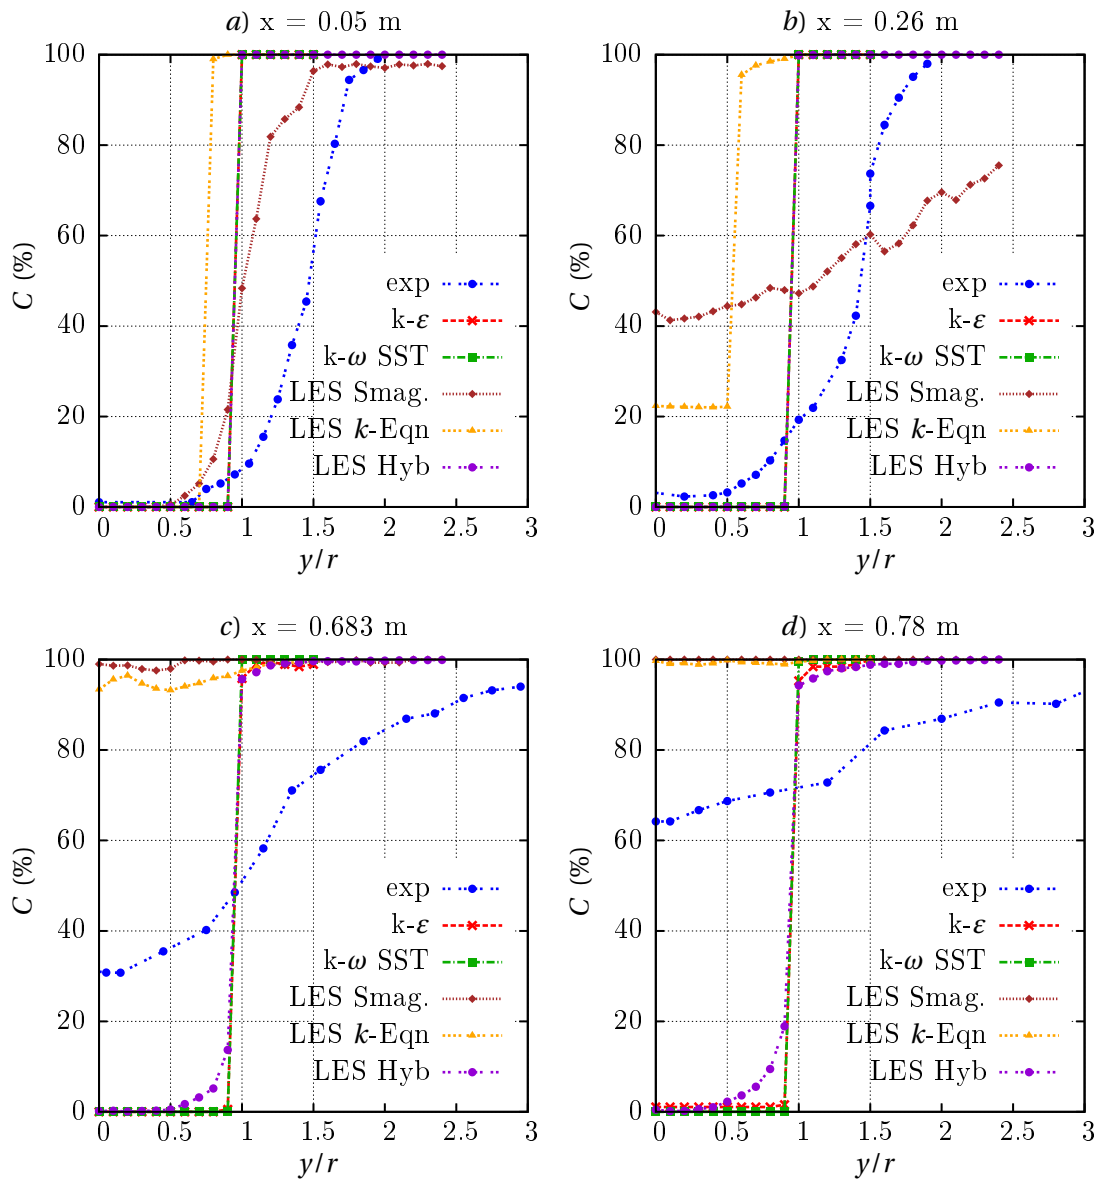 a) x = 0.05 m
C (%)
100
80
60
40
20
0
exp
k-ε
k-ω SST
LES Smag.
LES k-Eqn
LES Hyb
0 0.5 1 1.5 2 2.5 3
y/r
b) x = 0.26 m
C (%)
100
80
60
40
20
0
exp
k-ε
k-ω SST
LES Smag.
LES k-Eqn
LES Hyb
0 0.5 1 1.5 2 2.5 3
y/r
c) x = 0.683 m
C (%)
100
80
60
40
20
0
exp
k-ε
k-ω SST
LES Smag.
LES k-Eqn
LES Hyb
0 0.5 1 1.5 2 2.5 3
y/r
d) x = 0.78 m
C (%)
100
80
60
40
20
0
exp
k-ε
k-ω SST
LES Smag.
LES k-Eqn
LES Hyb
0 0.5 1 1.5 2 2.5 3
y/r